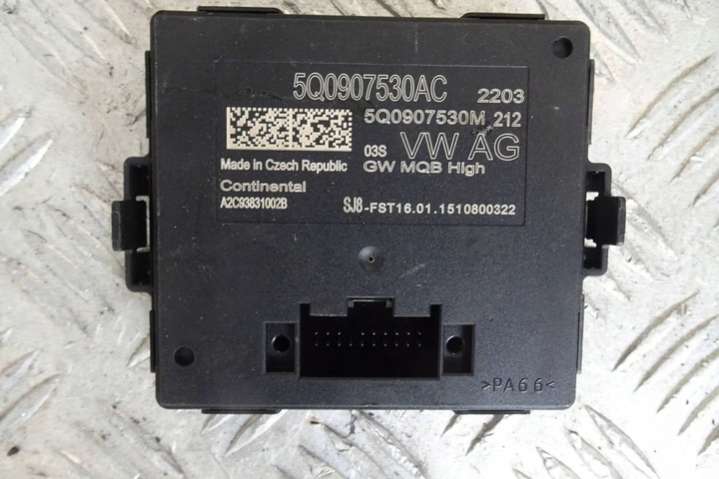 5Q0907530AC 2203
5Q0907530M 212
03S VW AG
Made in Czech Republic GW MQB High
Continental
A2C93831002B SJ8-FST16.01.1510800322
>PA66<